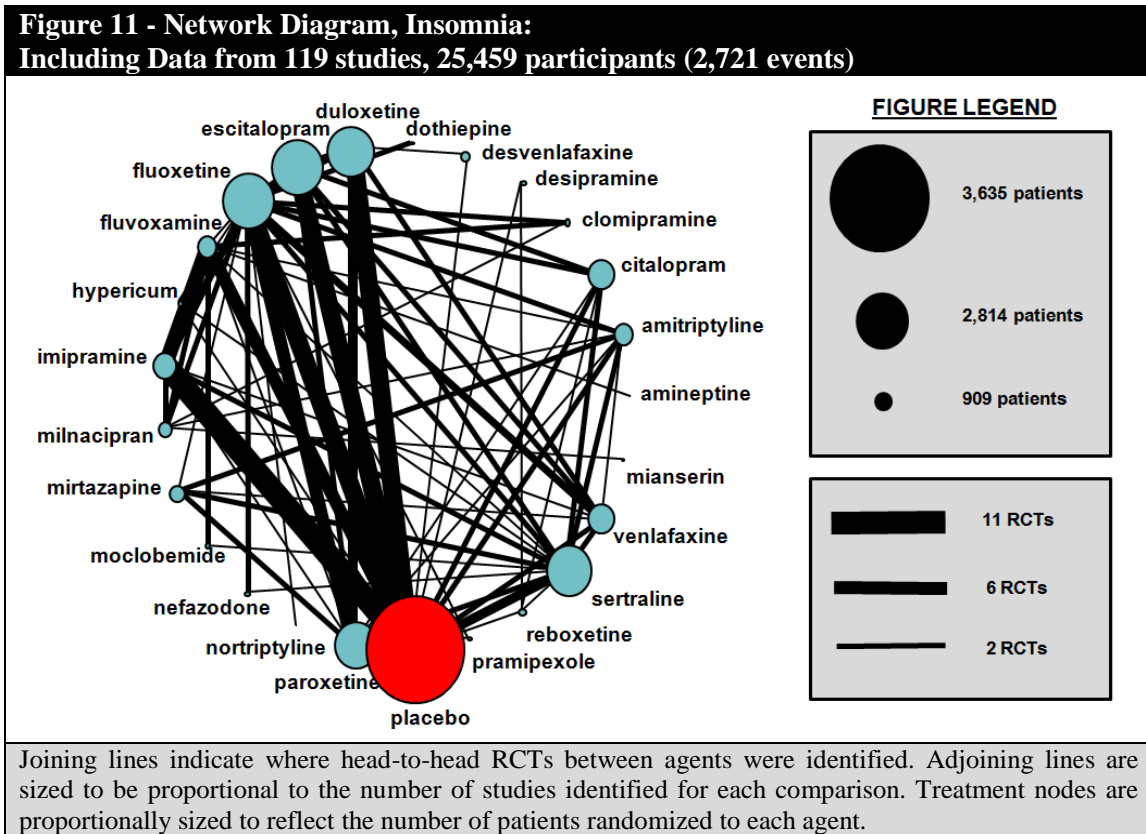 Figure 11 - Network Diagram, Insomnia:
Including Data from 119 studies, 25,459 participants (2,721 events)
duloxetine
escitalopram
dothiepine
fluoxetine
desvenlafaxine
desipramine
fluvoxamine
clomipramine
citalopram
hypericum
amitriptyline
imipramine
amineptine
milnacipran
mianserin
mirtazapine
venlafaxine
moclobemide
sertraline
nefazodone
reboxetine
nortriptyline
pramipexole
paroxetine
placebo
FIGURE LEGEND
3,635 patients
2,814 patients
909 patients
11 RCTs
6 RCTs
2 RCTs
Joining lines indicate where head-to-head RCTs between agents were identified. Adjoining lines are
sized to be proportional to the number of studies identified for each comparison. Treatment nodes are
proportionally sized to reflect the number of patients randomized to each agent.